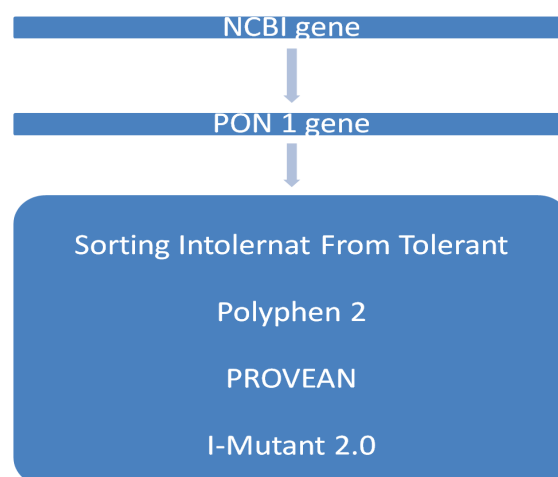 NCBI gene
PON 1 gene
Sorting Intolernat From Tolerant
Polyphen 2
PROVEAN
I-Mutant 2.0